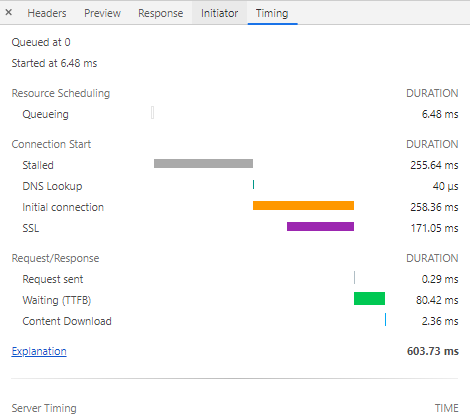 × Headers Preview Response Initiator Timing
Queued at 0
Started at 6.48 ms
Resource Scheduling DURATION
Queueing 6.48 ms
Connection Start DURATION
Stalled 255.64 ms
DNS Lookup 40 μs
Initial connection 258.36 ms
SSL 171.05 ms
Request/Response DURATION
Request sent 0.29 ms
Waiting (TTFB) 80.42 ms
Content Download 2.36 ms
Explanation 603.73 ms
Server Timing TIME